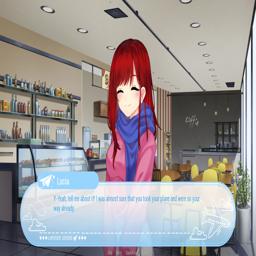 Coffee
Lucia
Y-Yeah, tell me about it! I was almost sure that you took your plane and were on your
way already.